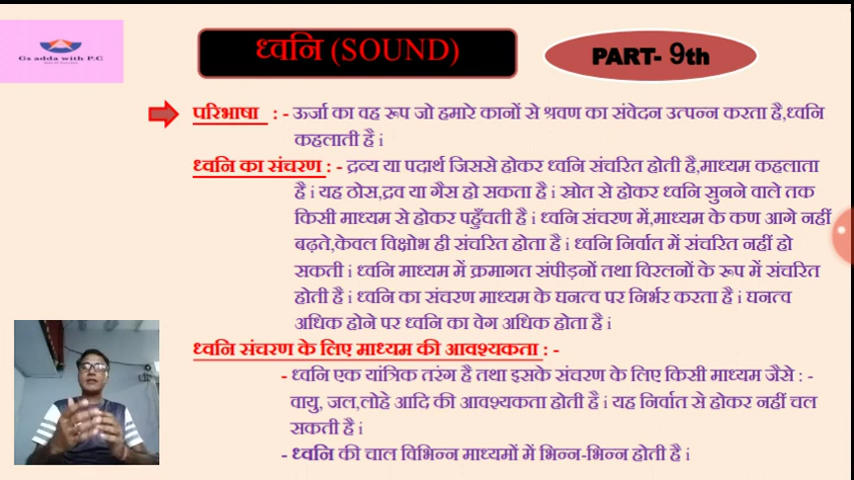 Gs adda with P.C
ध्वनि (SOUND)
PART- 9th
परिभाषा : - ऊर्जा का वह रूप जो हमारे कानों से श्रवण का संवेदन उत्पन्न करता है,ध्वनि
कहलाती है i
ध्वनि का संचरण : - द्रव्य या पदार्थ जिससे होकर ध्वनि संचरित होती है,माध्यम कहलाता
है i यह ठोस,द्रव या गैस हो सकता है i स्रोत से होकर ध्वनि सुनने वाले तक
किसी माध्यम से होकर पहुँचती है i ध्वनि संचरण में,माध्यम के कण आगे नहीं
बढ़ते,केवल विक्षोभ ही संचरित होता है i ध्वनि निर्वात में संचरित नहीं हो
सकती i ध्वनि माध्यम में क्रमागत संपीड़नों तथा विरलनों के रूप में संचरित
होती है i ध्वनि का संचरण माध्यम के घनत्व पर निर्भर करता है i घनत्व
अधिक होने पर ध्वनि का वेग अधिक होता है i
ध्वनि संचरण के लिए माध्यम की आवश्यकता : -
- ध्वनि एक यांत्रिक तरंग है तथा इसके संचरण के लिए किसी माध्यम जैसे : -
वायु, जल,लोहे आदि की आवश्यकता होती है i यह निर्वात से होकर नहीं चल
सकती है i
- ध्वनि की चाल विभिन्न माध्यमों में भिन्न-भिन्न होती है i